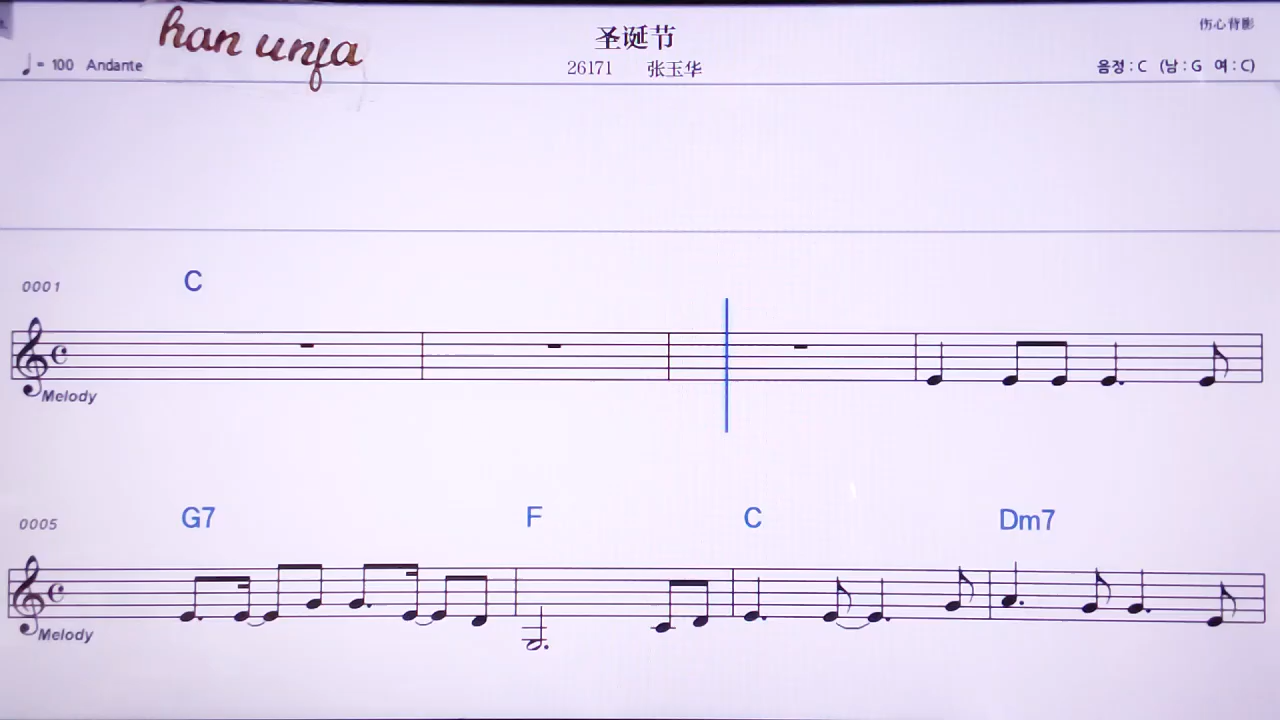 han unfa
圣诞节
伤心背影
♩= 100 Andante
26171 张玉华
음정 : C (남 : G 여 : C)
0001 C
Melody
0005 G7 F C Dm7
Melody